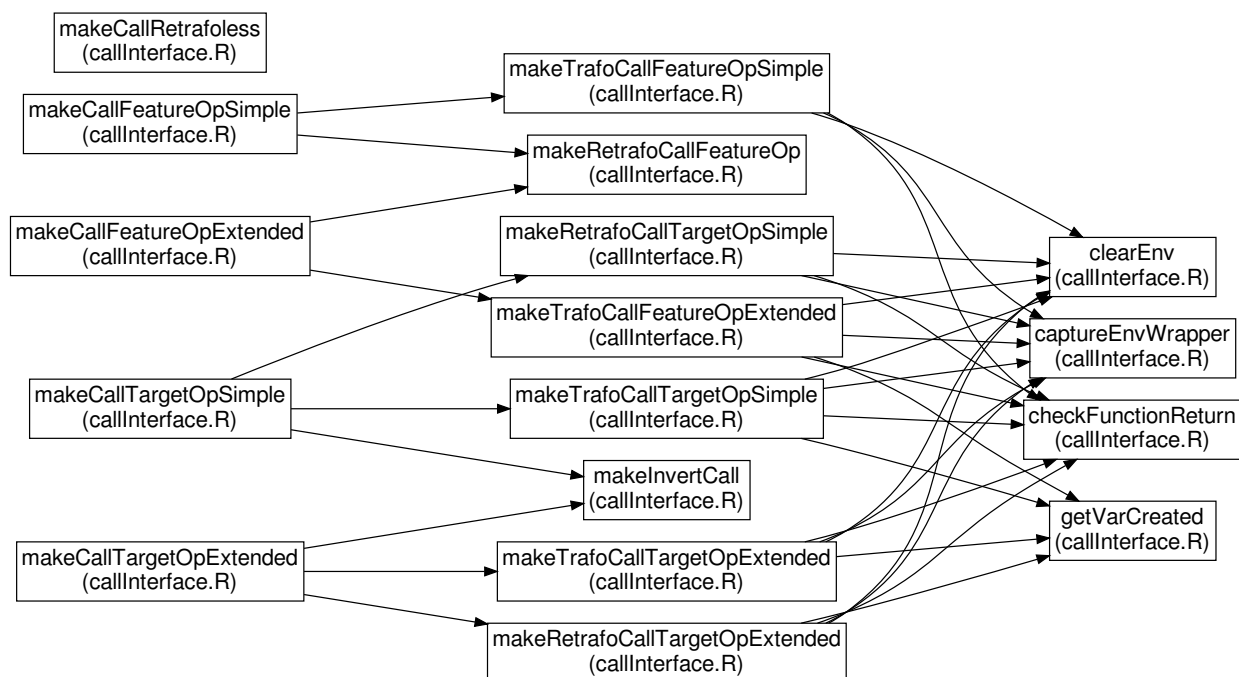 makeCallRetrafoless
(callInterface.R)
makeCallFeatureOpSimple
(callInterface.R)
makeCallFeatureOpExtended
(callInterface.R)
makeCallTargetOpSimple
(callInterface.R)
makeCallTargetOpExtended
(callInterface.R)
makeTrafoCallFeatureOpSimple
(callInterface.R)
makeRetrafoCallFeatureOp
(callInterface.R)
makeRetrafoCallTargetOpSimple
(callInterface.R)
makeTrafoCallFeatureOpExtended
(callInterface.R)
makeTrafoCallTargetOpSimple
(callInterface.R)
makeInvertCall
(callInterface.R)
makeTrafoCallTargetOpExtended
(callInterface.R)
makeRetrafoCallTargetOpExtended
(callInterface.R)
clearEnv
(callInterface.R)
captureEnvWrapper
(callInterface.R)
checkFunctionReturn
(callInterface.R)
getVarCreated
(callInterface.R)